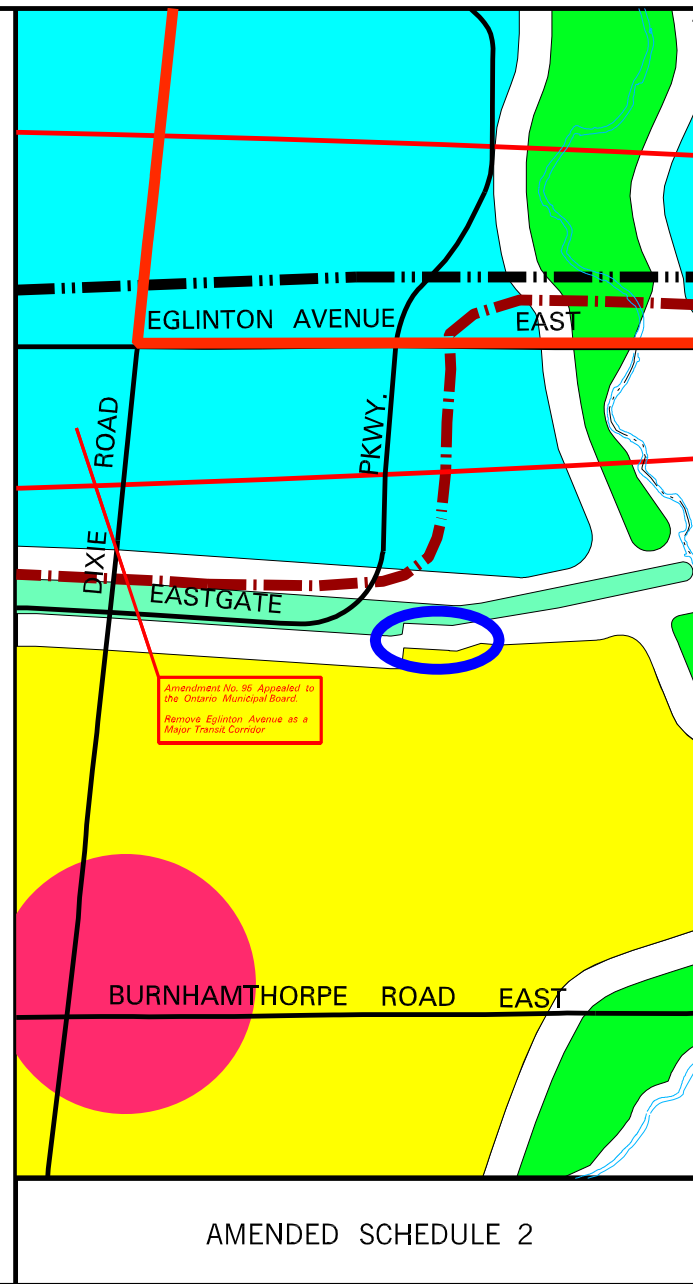 EGLINTON AVENUE EAST
DIXIE ROAD
EASTGATE PKWY.
Amendment No. 96 Appealed to
the Ontario Municipal Board.
Remove Eglinton Avenue as a
Major Transit Corridor
BURNHAMTHORPE ROAD EAST
AMENDED SCHEDULE 2